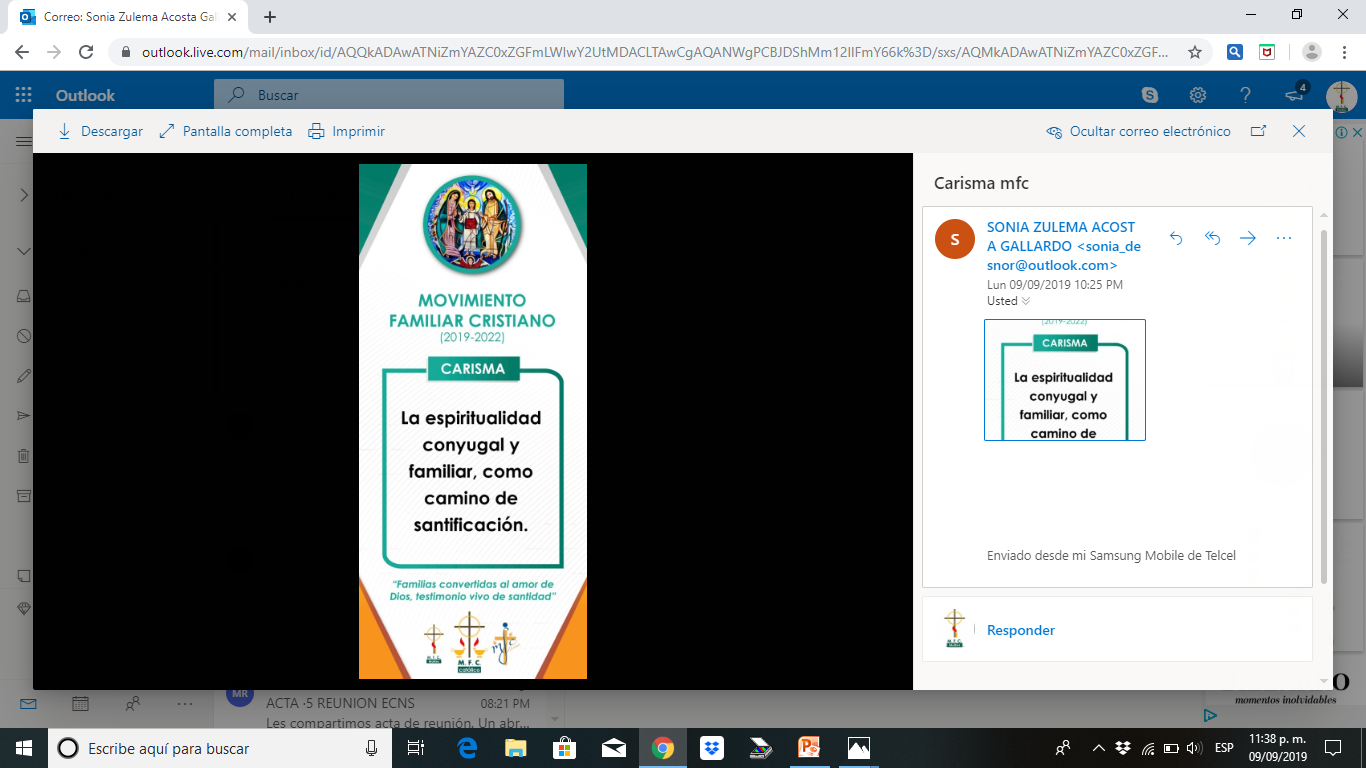 Correo: Sonia Zulema Acosta Gal
outlook.live.com/mail/inbox/id/AQQkADAwATNiZmYAZC0xZGFmLWIwY2UtMDACLTAwCgAQANWgPCBJDShMm12IIFmY66k%3D/sxs/AQMkADAwATNiZmYAZC0xZGF...
Outlook
Buscar
4
Descargar
Pantalla completa
Imprimir
Ocultar correo electrónico
MOVIMIENTO
FAMILIAR CRISTIANO
(2019-2022)
CARISMA
La espiritualidad
conyugal y
familiar, como
camino de
santificación.
"Familias convertidas al amor de
Dios, testimonio vivo de santidad"
M.F.C.
católico
Carisma mfc
S
SONIA ZULEMA ACOST
A GALLARDO <sonia_de
snor@outlook.com>
Lun 09/09/2019 10:25 PM
Usted
(2019-2022)
CARISMA
La espiritualidad
conyugal y
familiar, como
camino de
Enviado desde mi Samsung Mobile de Telcel
Responder
MR
ACTA ·5 REUNION ECNS
08:21 PM
Les compartimos acta de reunión. Un abr...
momentos inolvidables
Escribe aquí para buscar
ESP
11:38 p. m.
09/09/2019